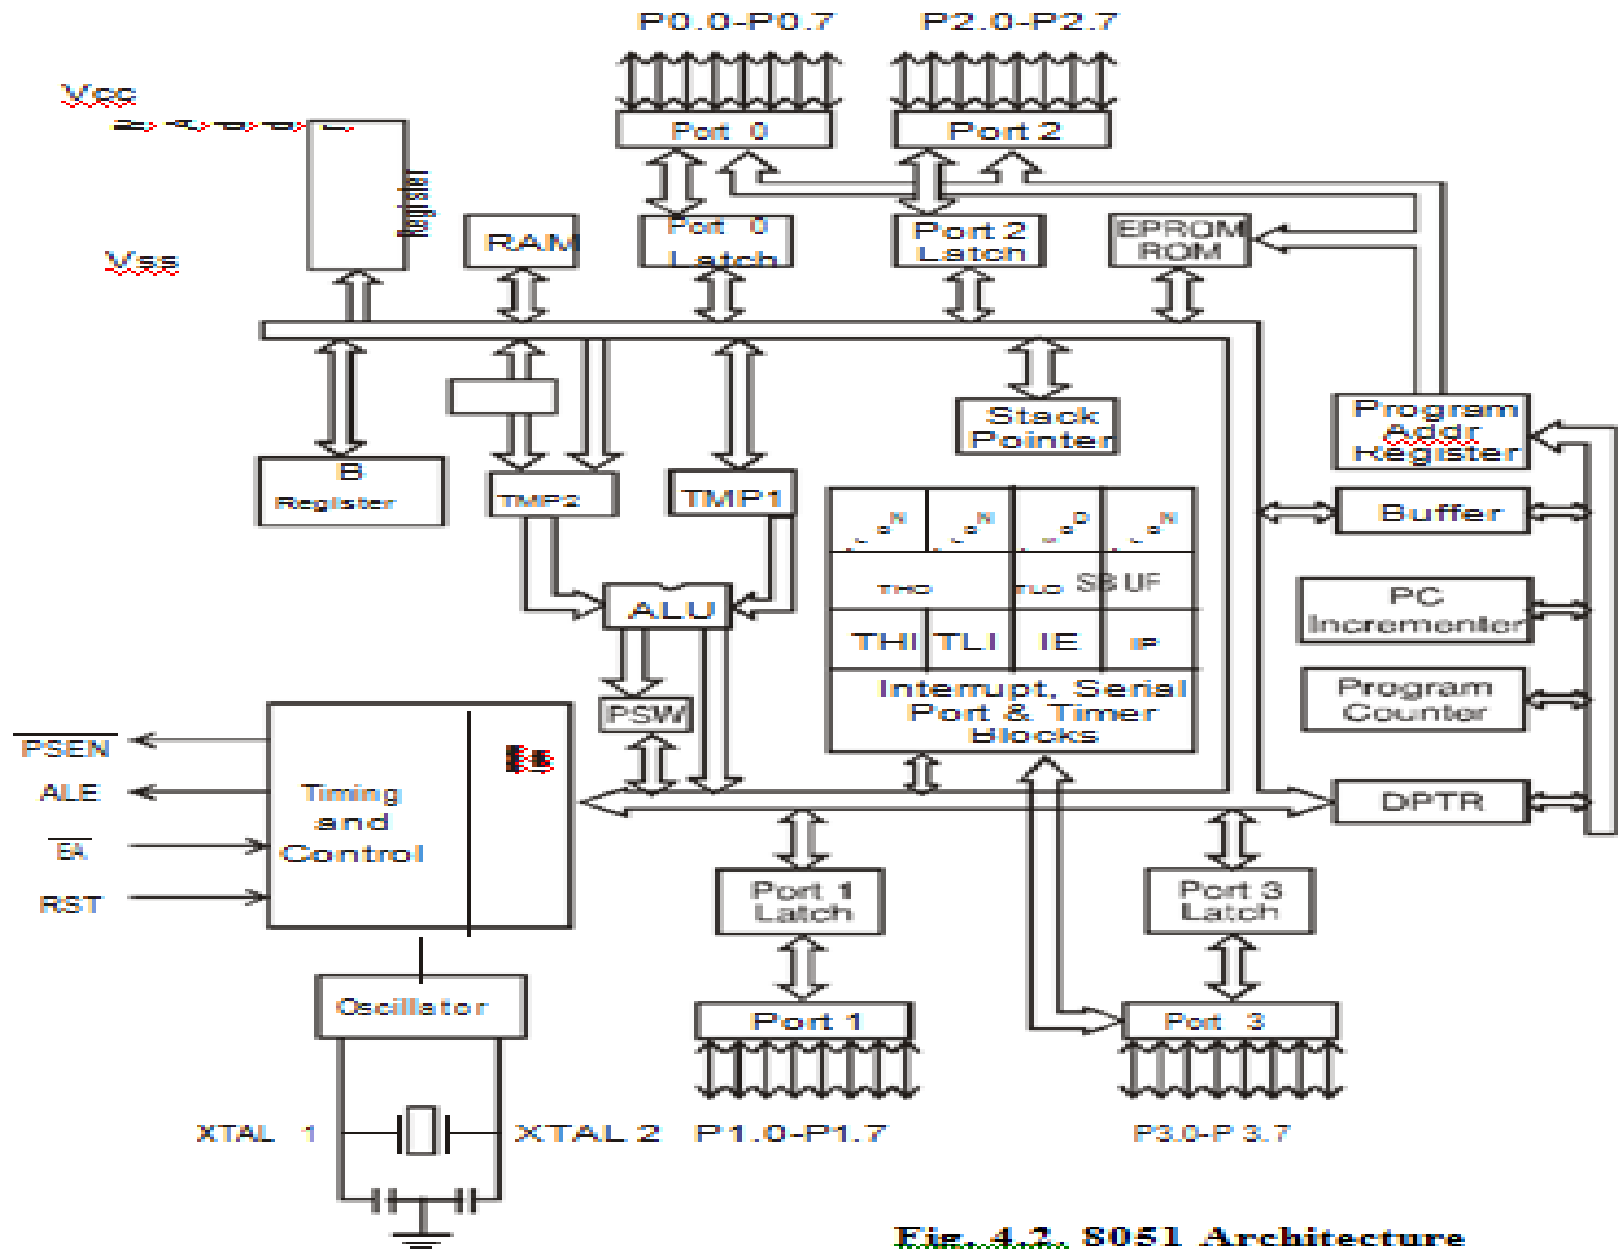 P0.0-P0.7
P2.0-P2.7
Vcc
Port 0
Port 2
Register
Vss
RAM
Port 0
Latch
Port 2
Latch
EPROM
ROM
Stack
Pointer
Program
Addr
Register
B
Register
TMP2
TMP1
Buffer
TH0
TL0
SBUF
ALU
THI
TLI
IE
IP
PC
Incrementer
Interrupt, Serial
Port & Timer
Blocks
Program
Counter
PSW
PSEN
ALE
EA
RST
Timing
and
Control
DPTR
Port 1
Latch
Port 3
Latch
Oscillator
Port 1
Port 3
XTAL 1
XTAL 2
P1.0-P1.7
P3.0-P 3.7
Fig. 4.2. 8051 Architecture